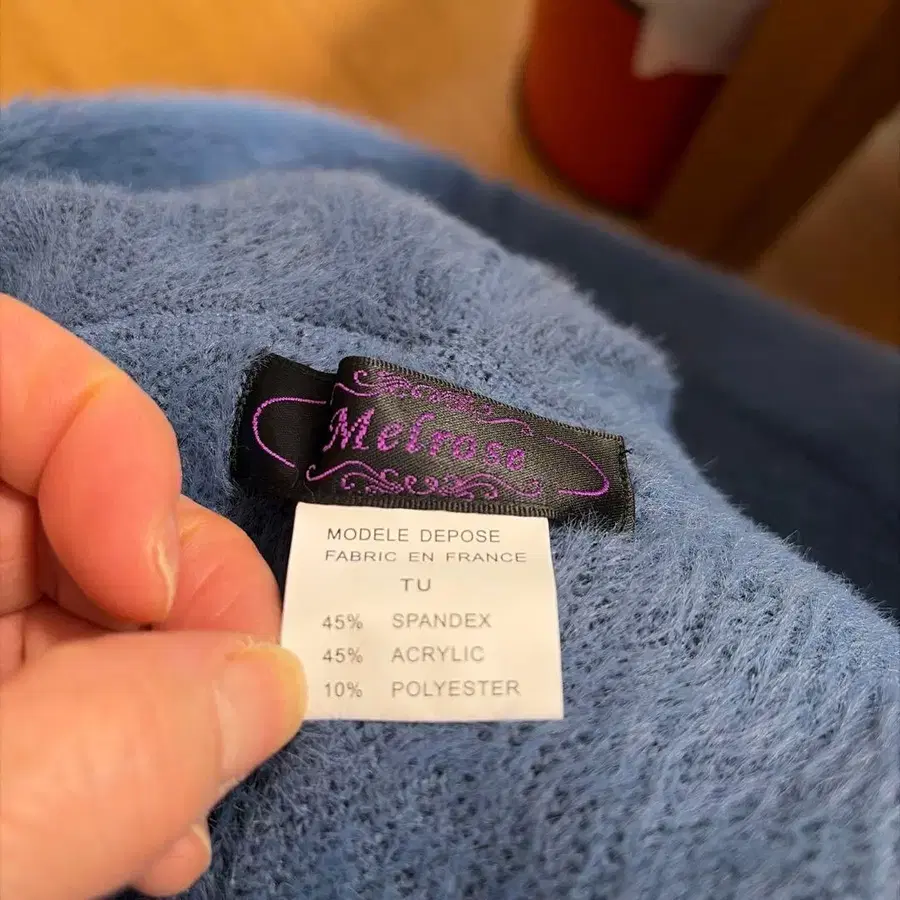 Melrose
MODELE DEPOSE
FABRIC EN FRANCE
TU
45% SPANDEX
45% ACRYLIC
10% POLYESTER